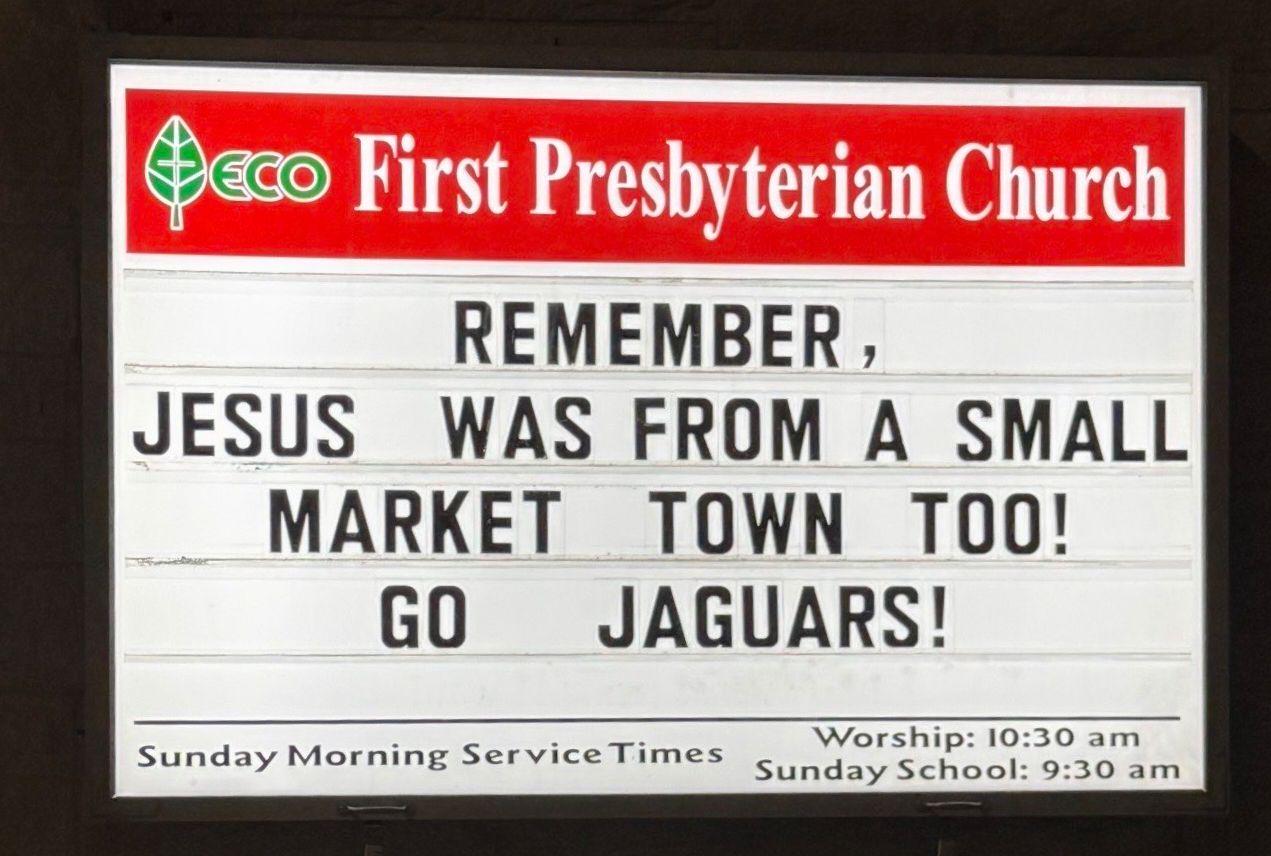 ECO First Presbyterian Church
REMEMBER,
JESUS WAS FROM A SMALL
MARKET TOWN TOO!
GO JAGUARS!
Sunday Morning Service Times
Worship: 10:30 am
Sunday School: 9:30 am